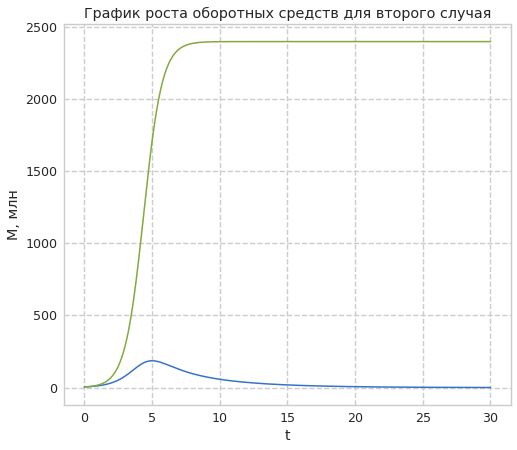 График роста оборотных средств для второго случая
2500
2000
1500
1000
500
0
M, млн
0 5 10 15 20 25 30
t